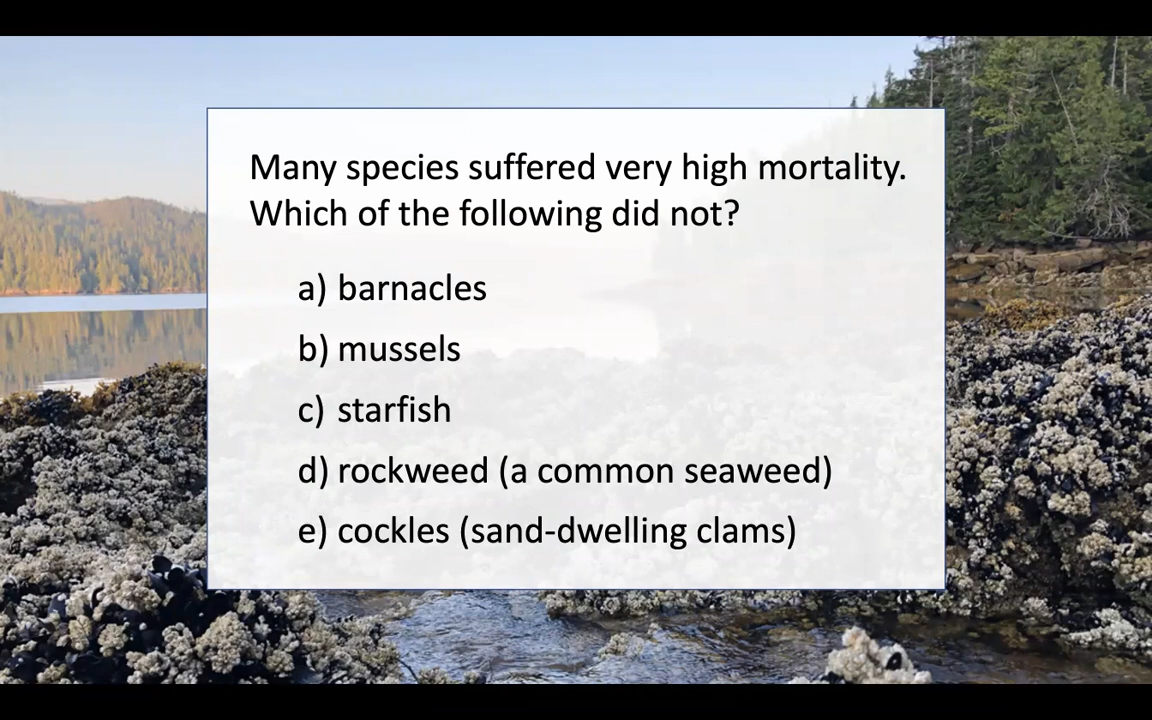 Many species suffered very high mortality.
Which of the following did not?
a) barnacles
b) mussels
c) starfish
d) rockweed (a common seaweed)
e) cockles (sand-dwelling clams)